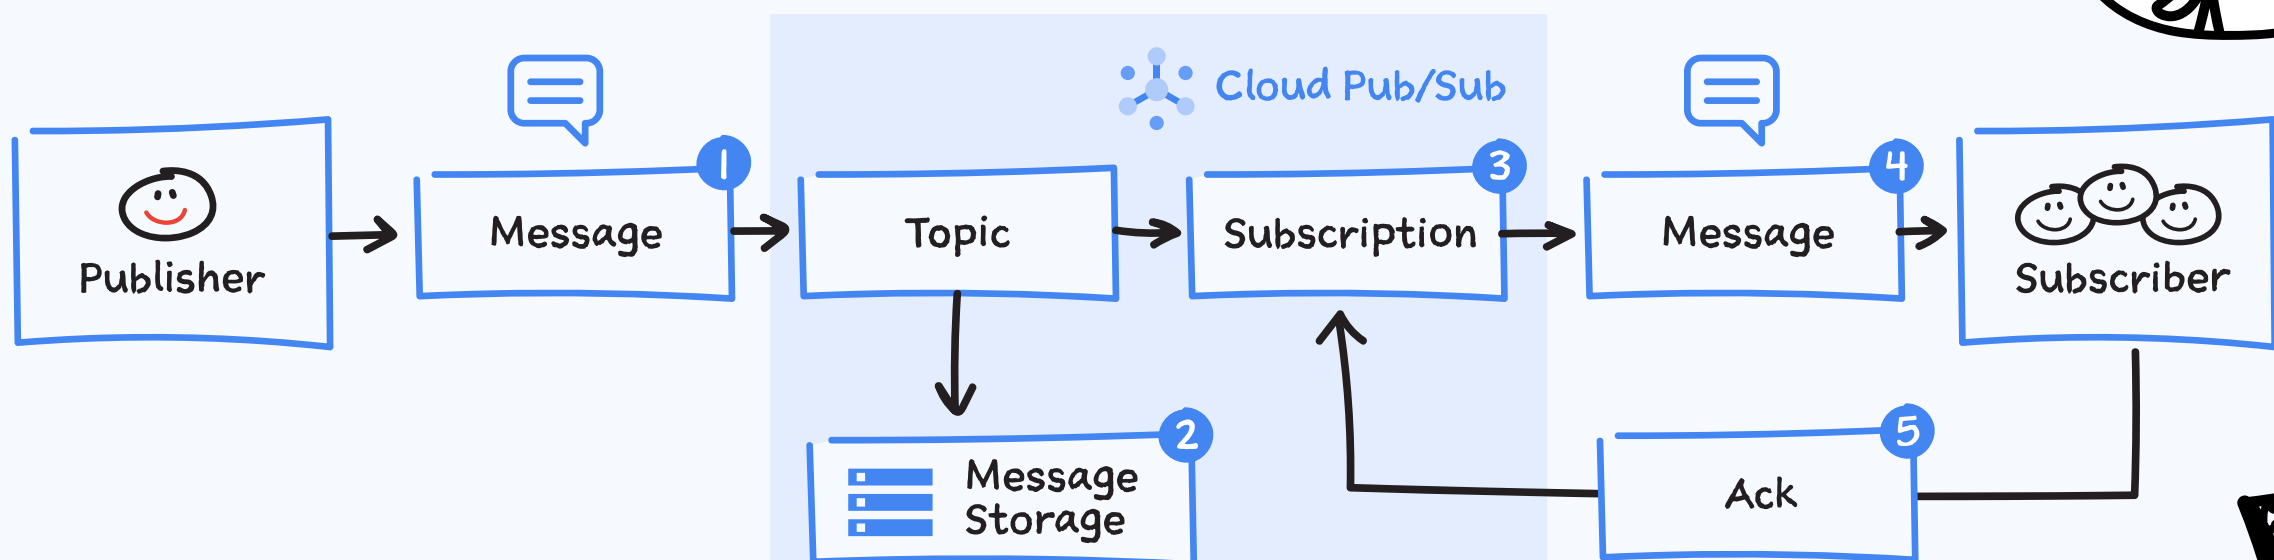 Cloud Pub/Sub
Publisher
1
Message
Topic
3
Subscription
4
Message
Subscriber
2
Message
Storage
5
Ack